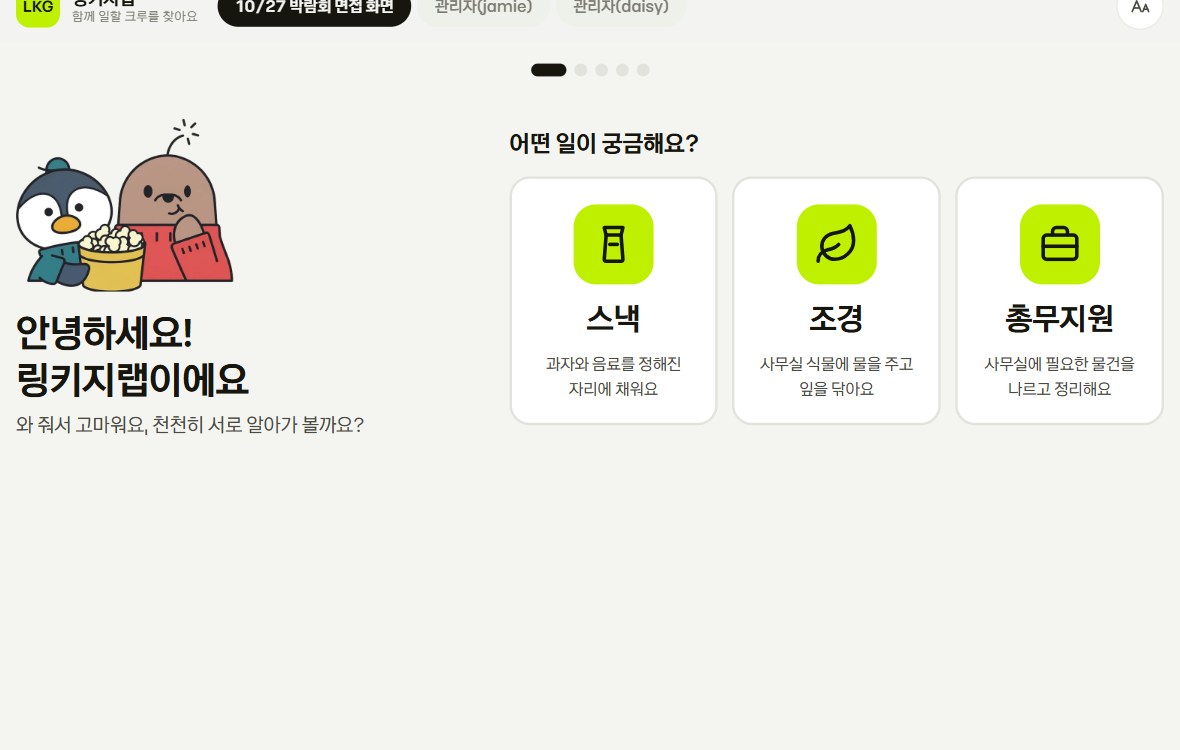 LKG
링키지랩
함께 일할 크루를 찾아요
10/27 박람회 면접 화면
관리자(jamie)
관리자(daisy)
AA
안녕하세요!
링키지랩이에요
와 줘서 고마워요, 천천히 서로 알아가 볼까요?
어떤 일이 궁금해요?
스낵
과자와 음료를 정해진
자리에 채워요
조경
사무실 식물에 물을 주고
잎을 닦아요
총무지원
사무실에 필요한 물건을
나르고 정리해요